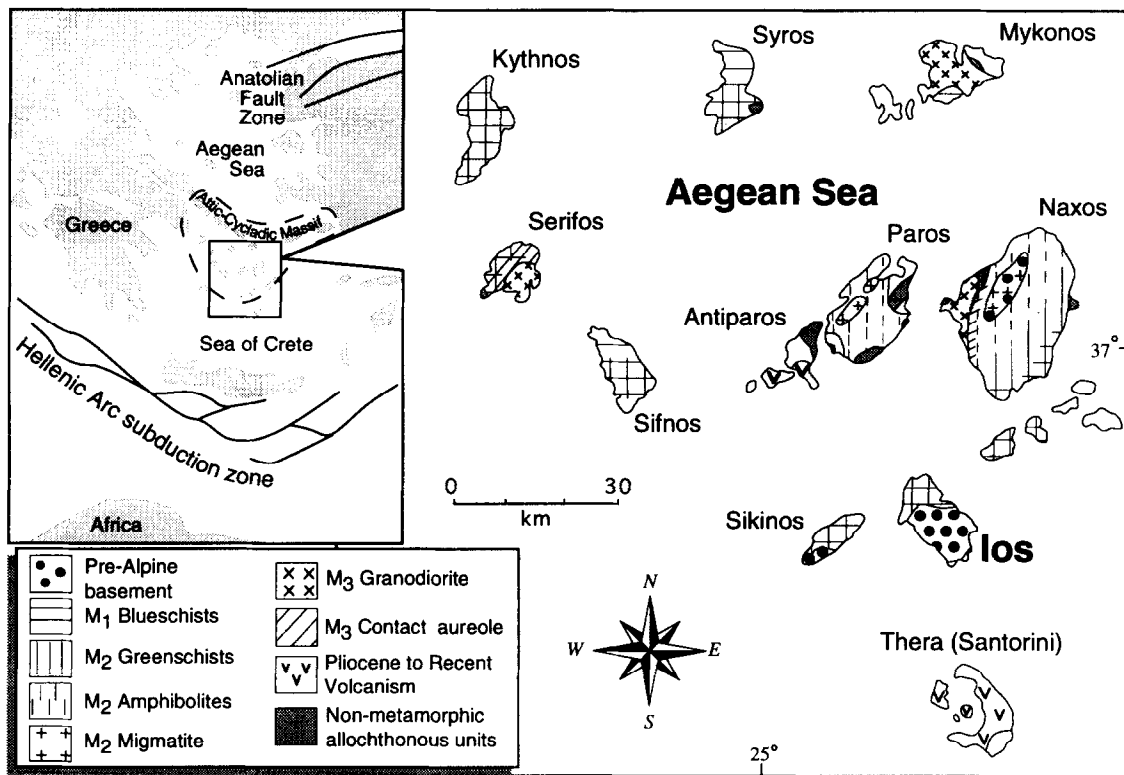 Anatolian
Fault
Zone
Aegean
Sea
(Attic-Cycladic Massif
Greece
Sea of Crete
Hellenic Arc subduction zone
Africa
Kythnos
Syros
Mykonos
Aegean Sea
Naxos
Serifos
Paros
Antiparos
37°
Sifnos
0 30
km
Sikinos
Ios
N
W E
S
Thera (Santorini)
25°
Pre-Alpine
basement
M1 Blueschists
M2 Greenschists
M2 Amphibolites
M2 Migmatite
M3 Granodiorite
M3 Contact aureole
Pliocene to Recent
Volcanism
Non-metamorphic
allochthonous units